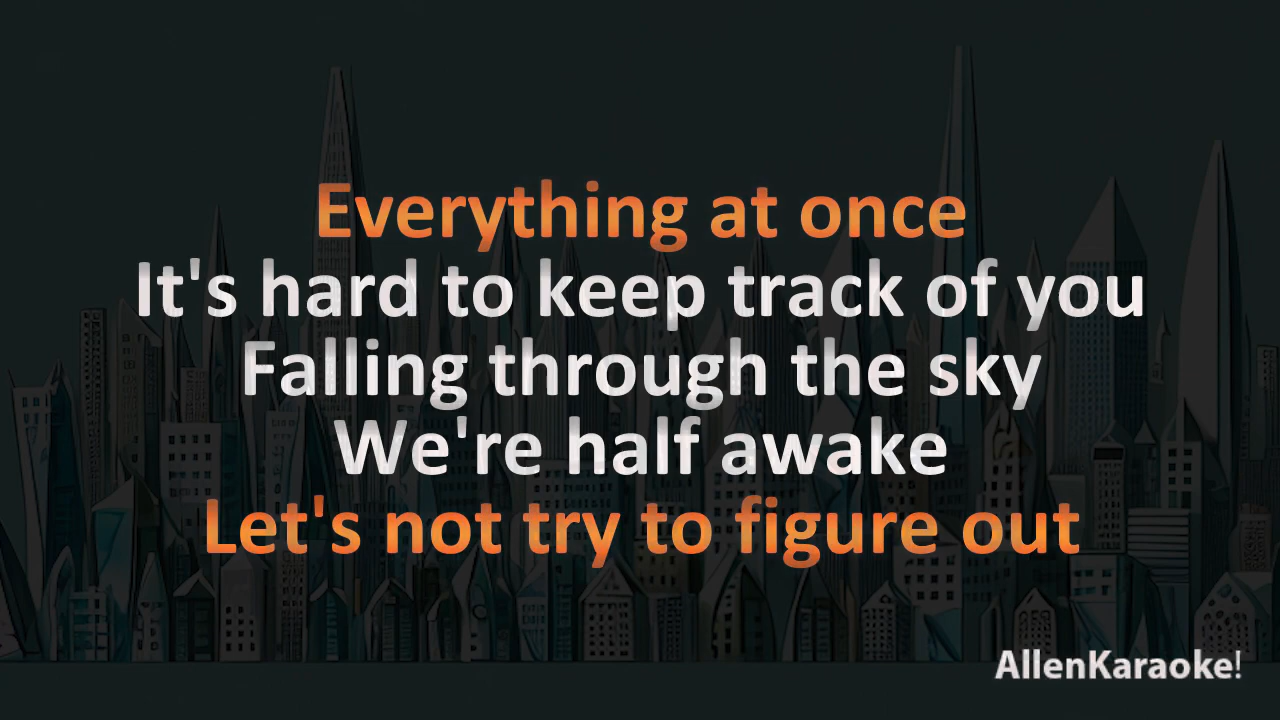 Everything at once
It's hard to keep track of you
Falling through the sky
We're half awake
Let's not try to figure out
AllenKaraoke!